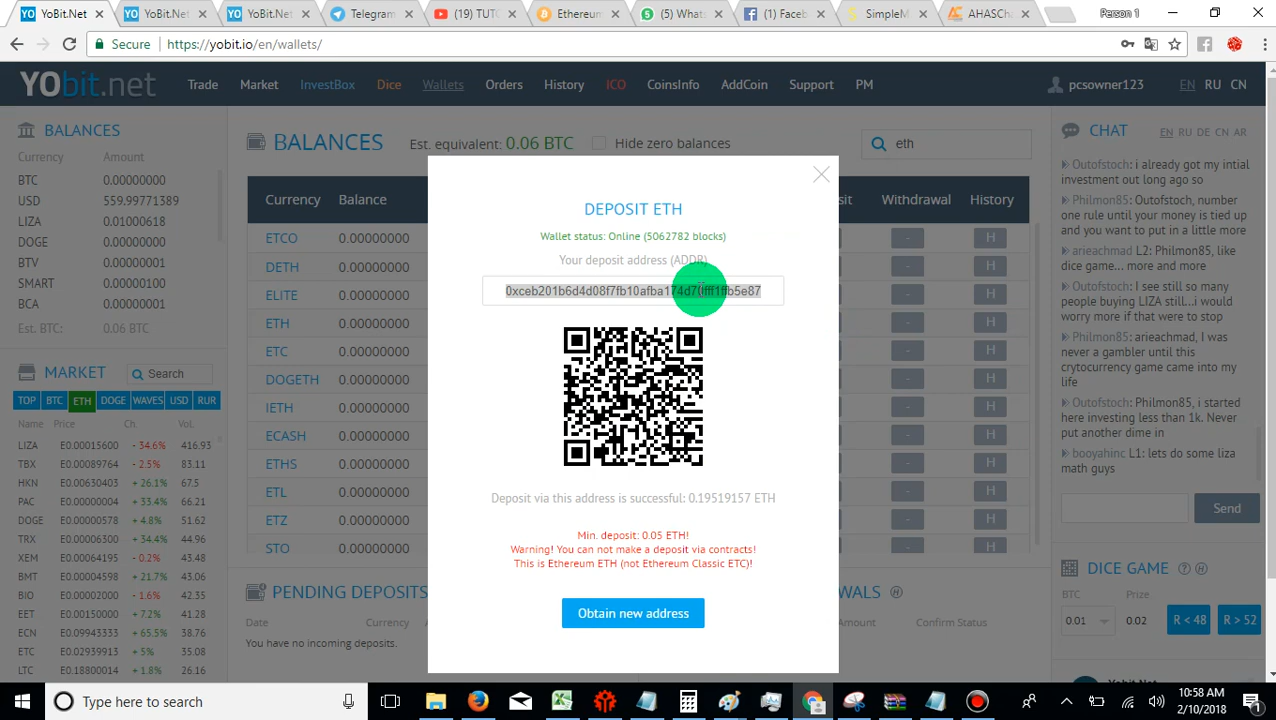 YoBit.Net
YoBit.Net
YoBit.Net
Telegram
(19) TUTO
Ethereum
(5) Whats
(1) Faceb
SimpleM
AHASCha
Person 1
Secure https://yobit.io/en/wallets/
YObit.net Trade Market InvestBox Dice Wallets Orders History ICO CoinsInfo AddCoin Support PM pcsowner123 EN RU CN
BALANCES
Currency Amount
BTC 0.00000000
USD 559.99771389
LIZA 0.01000618
DOGE 0.00000000
BTV 0.00000000
SMART 0.00000100
CCA 0.00000001
Est. BTC: 0.06 BTC
MARKET Search
TOP BTC ETH DOGE WAVES USD RUR
Name Price Ch. Vol.
LIZA E0.00015600 - 34.6% 416.93
TBX E0.00089764 - 2.5% 83.11
HKN E0.00630403 + 26.1% 67.5
PAC E0.00000004 + 33.4% 66.21
DOGE E0.00000578 + 4.8% 51.62
TRX E0.00006300 + 34.4% 44.96
XEM E0.00064195 - 0.2% 43.48
BMT E0.00004598 + 21.7% 43.06
BIO E0.00000002 - 1.6% 42.35
EET E0.00010150 + 7.2% 41.28
ECN E0.09943333 + 65.5% 38.76
ETC E0.02939913 + 5% 35.08
LTC E0.18800014 + 1.8% 26.16
BALANCES Est. equivalent: 0.06 BTC Hide zero balances eth
Currency Balance
Withdrawal History
ETCO 0.00000000 - H
DETH 0.00000000 - H
ELITE 0.00000000 - H
ETH 0.00000000 - H
ETC 0.00000000 - H
DOGETH 0.00000000 - H
IETH 0.00000000 - H
ECASH 0.00000000 - H
ETHS 0.00000000 - H
ETL 0.00000000 - H
ETZ 0.00000000 - H
STO 0.00000000 - H
DEPOSIT ETH
Wallet status: Online (5062782 blocks)
Your deposit address (ADDR)
Deposit via this address is successful: 0.19519157 ETH
Min. deposit: 0.05 ETH!
Warning! You can not make a deposit via contracts!
This is Ethereum ETH (not Ethereum Classic ETC)!
Obtain new address
PENDING DEPOSITS
Date Currency
You have no incoming deposits.
Amount Confirm Status
CHAT EN RU DE CN AR
Outofstoch: i already got my intial
investment out long ago so
Philmon85: Outofstoch, number
one rule until your money is tied up
and you want to put in a little more
arieachmad L2: Philmon85, like
dice game... more and more
Outofstoch: I see so many
people buying LIZA still...i would
worry more if that were to stop
Philmon85: arieachmad, I was
never a gambler until this
crytocurrency game came into my
life
Outofstoch: Philmon85, i started
here investing less than 1k. Never
put another dime in
booyahinc L1: lets do some liza
math guys
Send
DICE GAME
BTC Prize
0.01 0.02 R < 48 R > 52
Type here to search
10:58 AM
2/10/2018